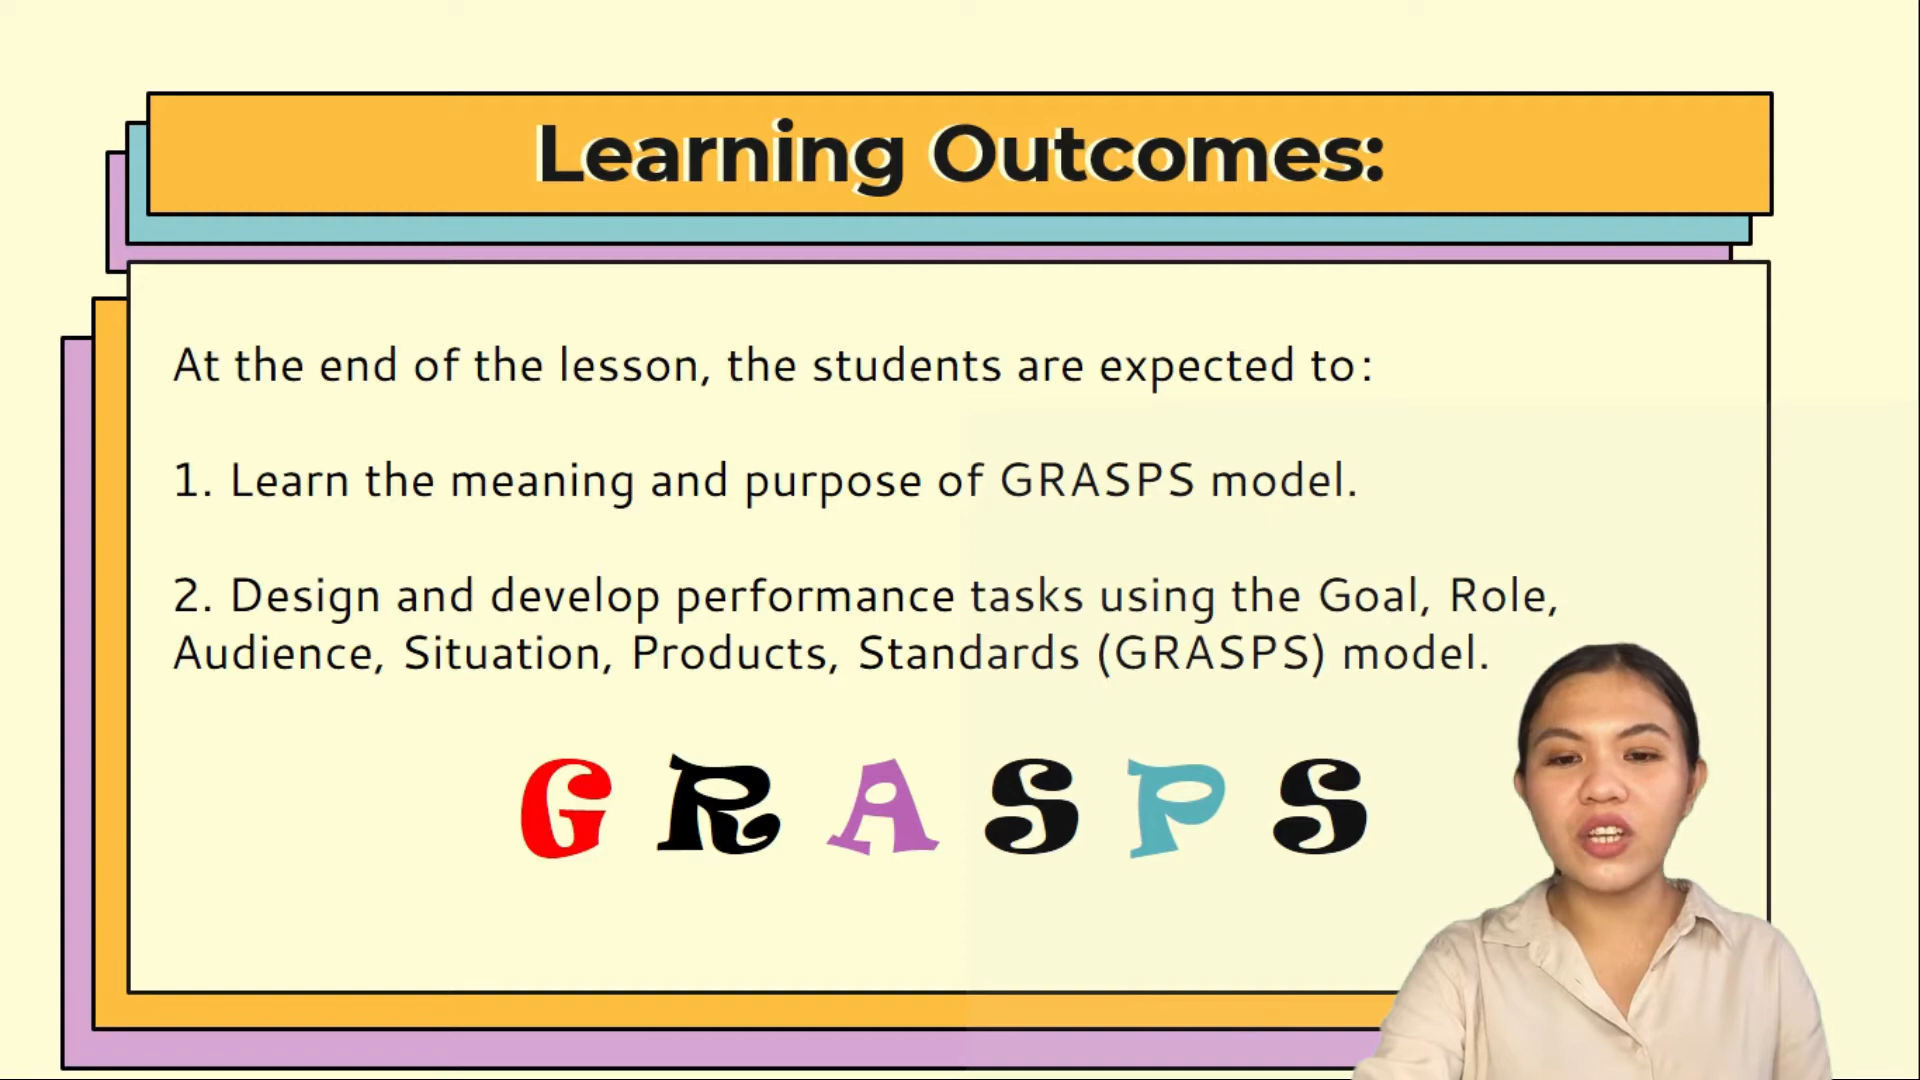 Learning Outcomes:
At the end of the lesson, the students are expected to:
1. Learn the meaning and purpose of GRASPS model.
2. Design and develop performance tasks using the Goal, Role,
Audience, Situation, Products, Standards (GRASPS) model.
G R A S P S